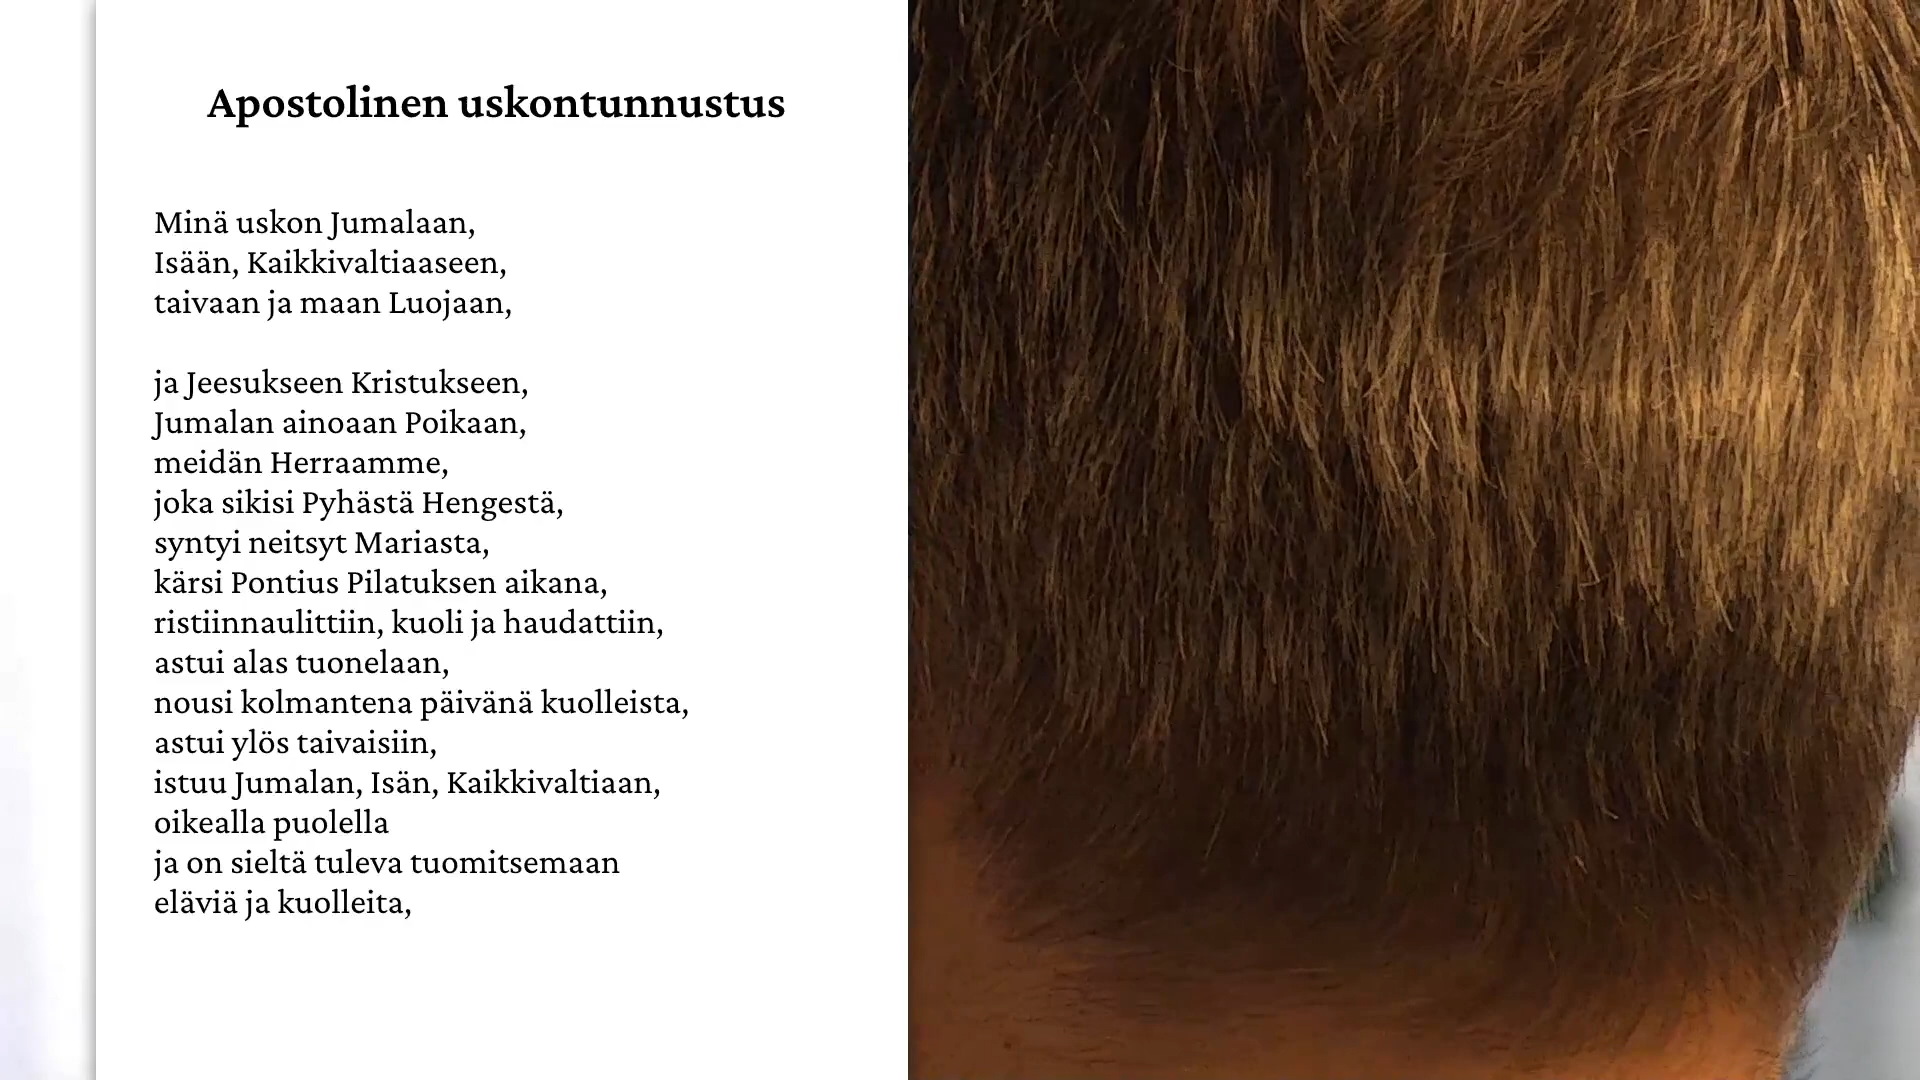 Apostolinen uskontunnustus
Minä uskon Jumalaan,
Isään, Kaikkivaltiaaseen,
taivaan ja maan Luojaan,
ja Jeesukseen Kristukseen,
Jumalan ainoaan Poikaan,
meidän Herraamme,
joka sikisi Pyhästä Hengestä,
syntyi neitsyt Mariasta,
kärsi Pontius Pilatuksen aikana,
ristiinnaulittiin, kuoli ja haudattiin,
astui alas tuonelaan,
nousi kolmantena päivänä kuolleista,
astui ylös taivaisiin,
istuu Jumalan, Isän, Kaikkivaltiaan,
oikealla puolella
ja on sieltä tuleva tuomitsemaan
eläviä ja kuolleita,